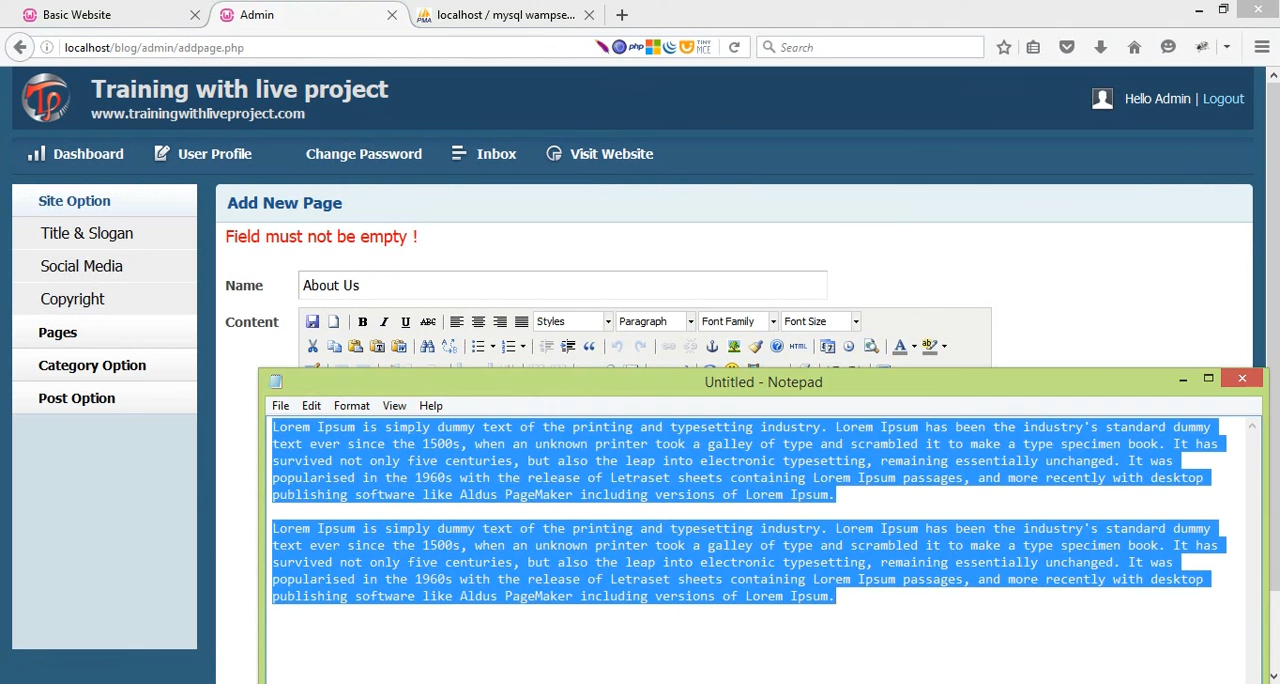 Basic Website
Admin
localhost / mysql wampse...
localhost/blog/admin/addpage.php
php
TINY MCE
Search
Training with live project
www.trainingwithliveproject.com
Hello Admin | Logout
Dashboard
User Profile
Change Password
Inbox
Visit Website
Site Option
Title & Slogan
Social Media
Copyright
Pages
Category Option
Post Option
Add New Page
Field must not be empty !
Name
About Us
Content
B I U ABC
Styles
Paragraph
Font Family
Font Size
HTML
Untitled - Notepad
File Edit Format View Help
Lorem Ipsum is simply dummy text of the printing and typesetting industry. Lorem Ipsum has been the industry's standard dummy
text ever since the 1500s, when an unknown printer took a galley of type and scrambled it to make a type specimen book. It has
survived not only five centuries, but also the leap into electronic typesetting, remaining essentially unchanged. It was
popularised in the 1960s with the release of Letraset sheets containing Lorem Ipsum passages, and more recently with desktop
publishing software like Aldus PageMaker including versions of Lorem Ipsum.
Lorem Ipsum is simply dummy text of the printing and typesetting industry. Lorem Ipsum has been the industry's standard dummy
text ever since the 1500s, when an unknown printer took a galley of type and scrambled it to make a type specimen book. It has
survived not only five centuries, but also the leap into electronic typesetting, remaining essentially unchanged. It was
popularised in the 1960s with the release of Letraset sheets containing Lorem Ipsum passages, and more recently with desktop
publishing software like Aldus PageMaker including versions of Lorem Ipsum.